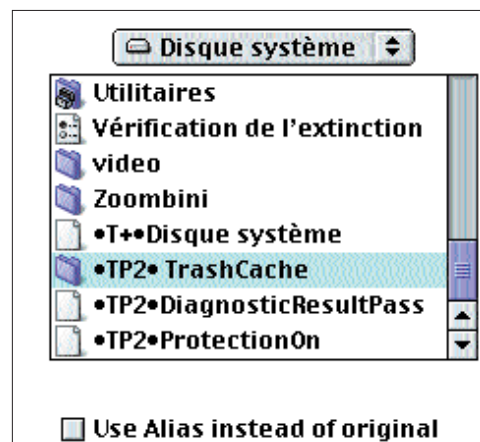 Disque système
Utilitaires
Vérification de l'extinction
video
Zoombini
•T+•Disque système
•TP2• TrashCache
•TP2•DiagnosticResultPass
•TP2•ProtectionOn
Use Alias instead of original